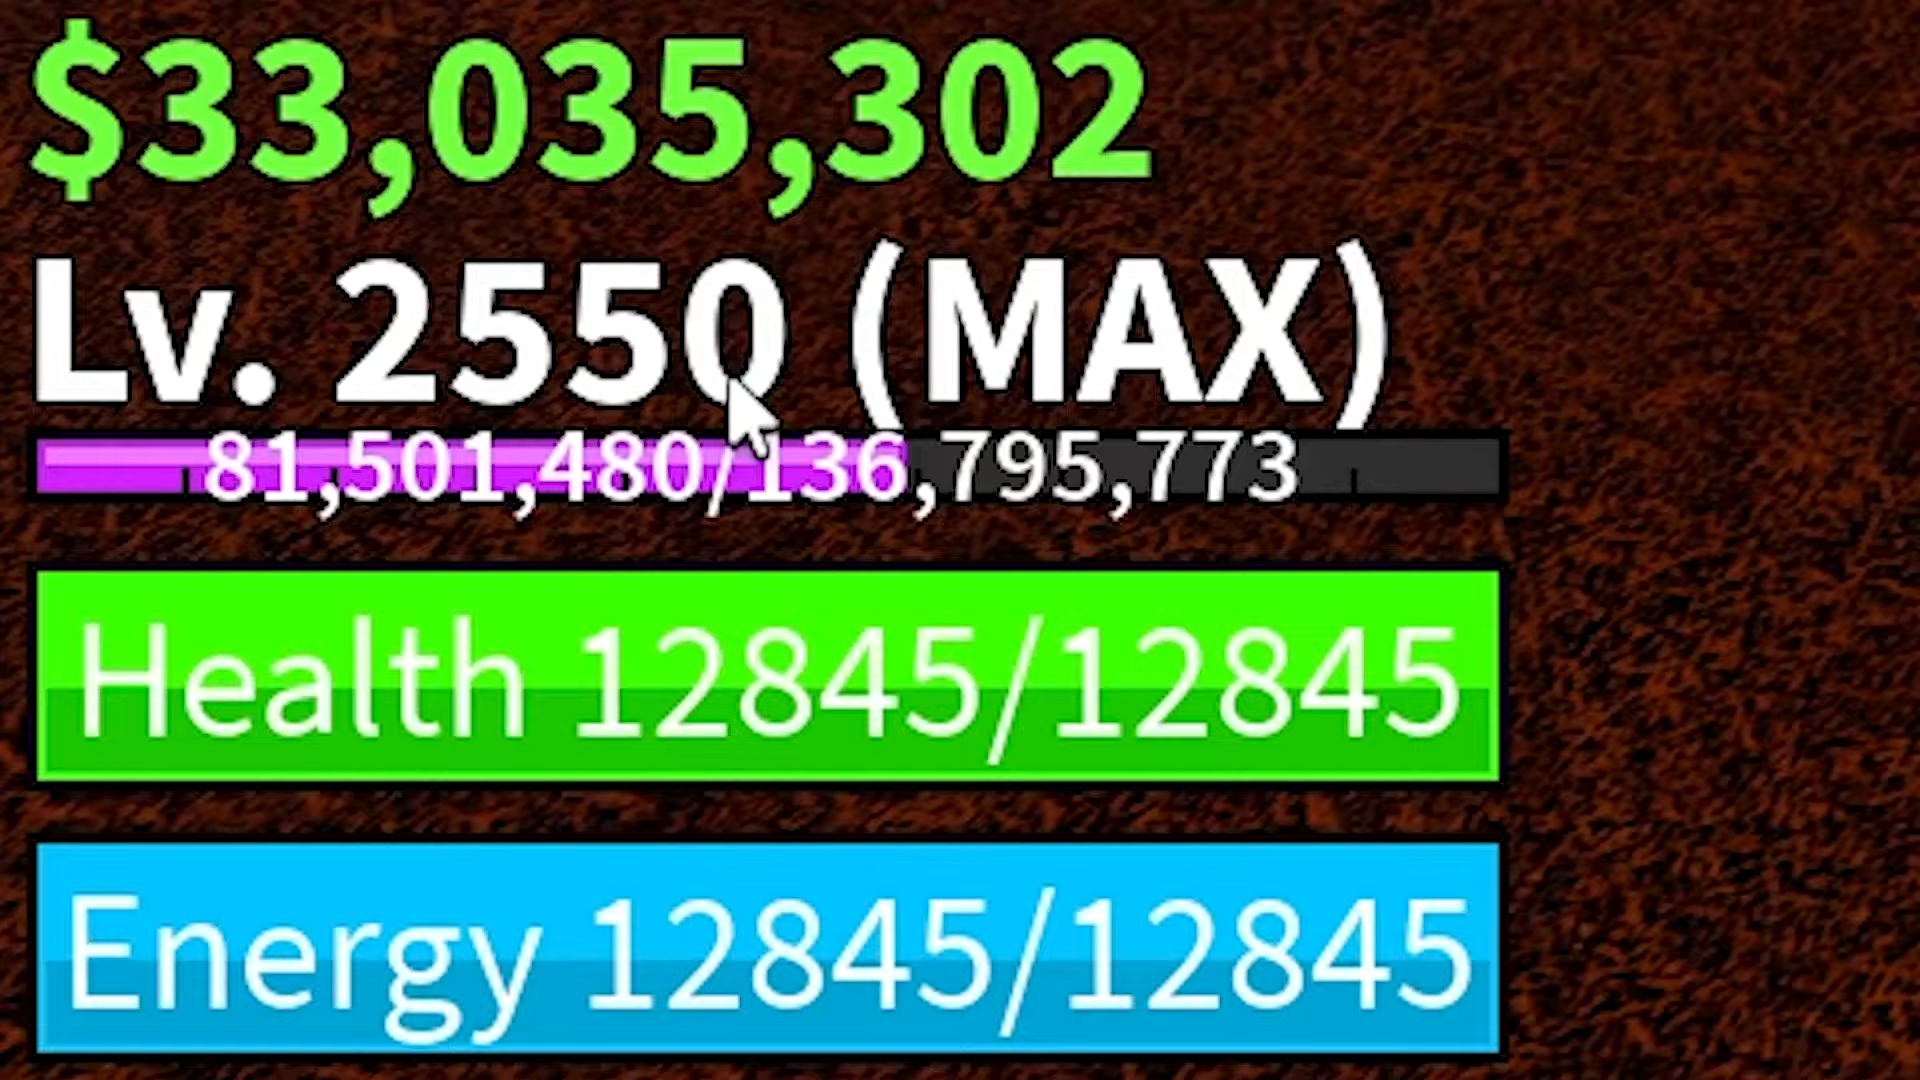 $33,035,302
Lv. 2550 (MAX)
81,501,480/136,795,773
Health 12845/12845
Energy 12845/12845